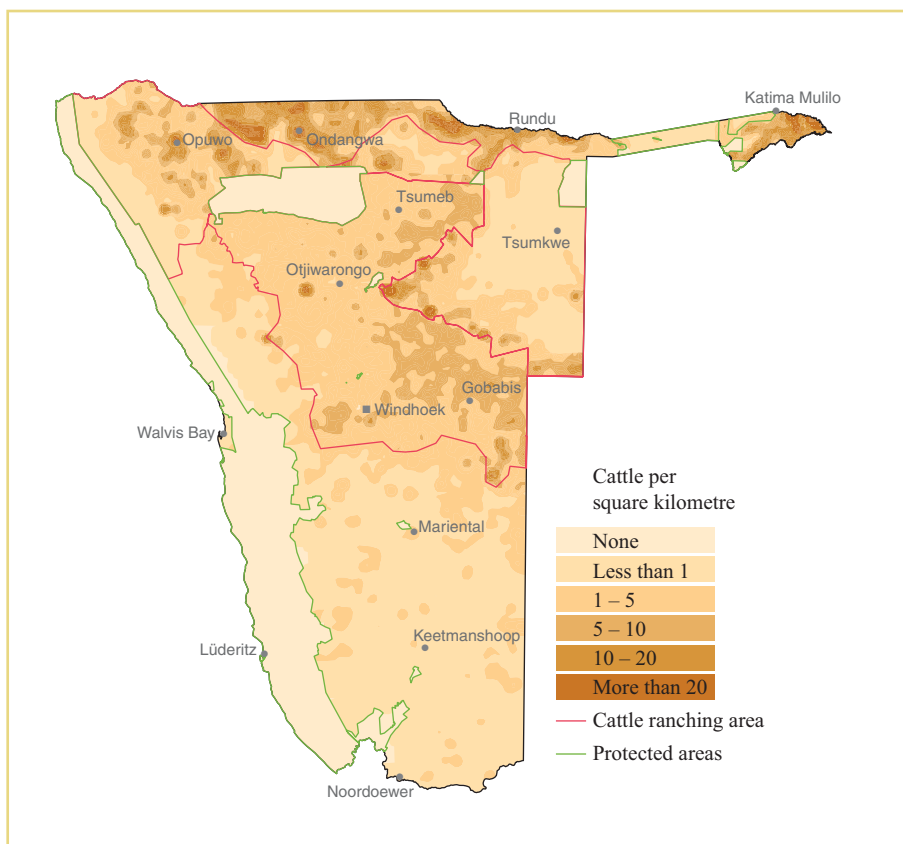 Katima Mulilo
Rundu
Opuwo
Ondangwa
Tsumeb
Tsumkwe
Otjiwarongo
Gobabis
Windhoek
Walvis Bay
Mariental
Keetmanshoop
Lüderitz
Noordoewer
Cattle per
square kilometre
None
Less than 1
1 – 5
5 – 10
10 – 20
More than 20
Cattle ranching area
Protected areas